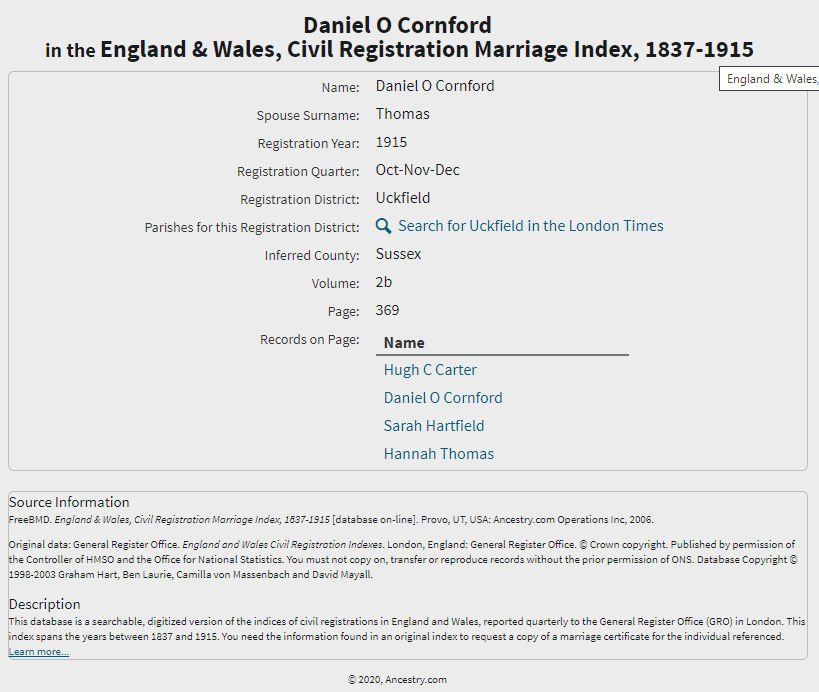 Daniel O Cornford
in the England & Wales, Civil Registration Marriage Index, 1837-1915
England & Wales,
Name: Daniel O Cornford
Spouse Surname: Thomas
Registration Year: 1915
Registration Quarter: Oct-Nov-Dec
Registration District: Uckfield
Parishes for this Registration District: Search for Uckfield in the London Times
Inferred County: Sussex
Volume: 2b
Page: 369
Records on Page: Name
Hugh C Carter
Daniel O Cornford
Sarah Hartfield
Hannah Thomas
Source Information
FreeBMD. England & Wales, Civil Registration Marriage Index, 1837-1915 [database on-line]. Provo, UT, USA: Ancestry.com Operations Inc, 2006.
Original data: General Register Office. England and Wales Civil Registration Indexes. London, England: General Register Office. © Crown copyright. Published by permission of
the Controller of HMSO and the Office for National Statistics. You must not copy on, transfer or reproduce records without the prior permission of ONS. Database Copyright ©
1998-2003 Graham Hart, Ben Laurie, Camilla von Massenbach and David Mayall.
Description
This database is a searchable, digitized version of the indices of civil registrations in England and Wales, reported quarterly to the General Register Office (GRO) in London. This
index spans the years between 1837 and 1915. You need the information found in an original index to request a copy of a marriage certificate for the individual referenced.
Learn more...
© 2020, Ancestry.com